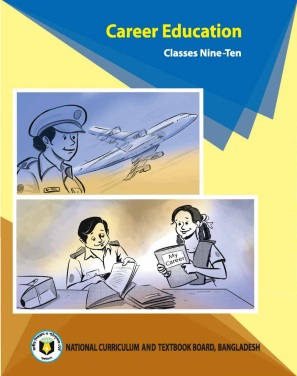 Career Education
Classes Nine-Ten
My
Career
NATIONAL CURRICULUM AND TEXTBOOK BOARD, BANGLADESH